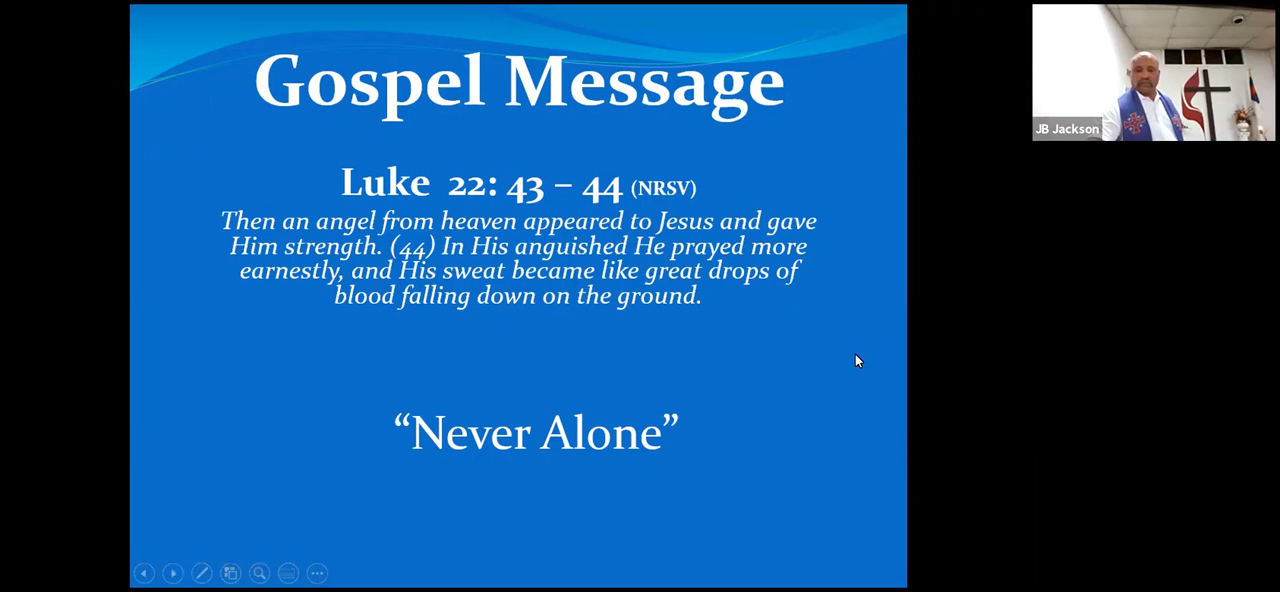 Gospel Message
Luke 22: 43 – 44 (NRSV)
Then an angel from heaven appeared to Jesus and gave
Him strength. (44) In His anguished He prayed more
earnestly, and His sweat became like great drops of
blood falling down on the ground.
“Never Alone”
JB Jackson